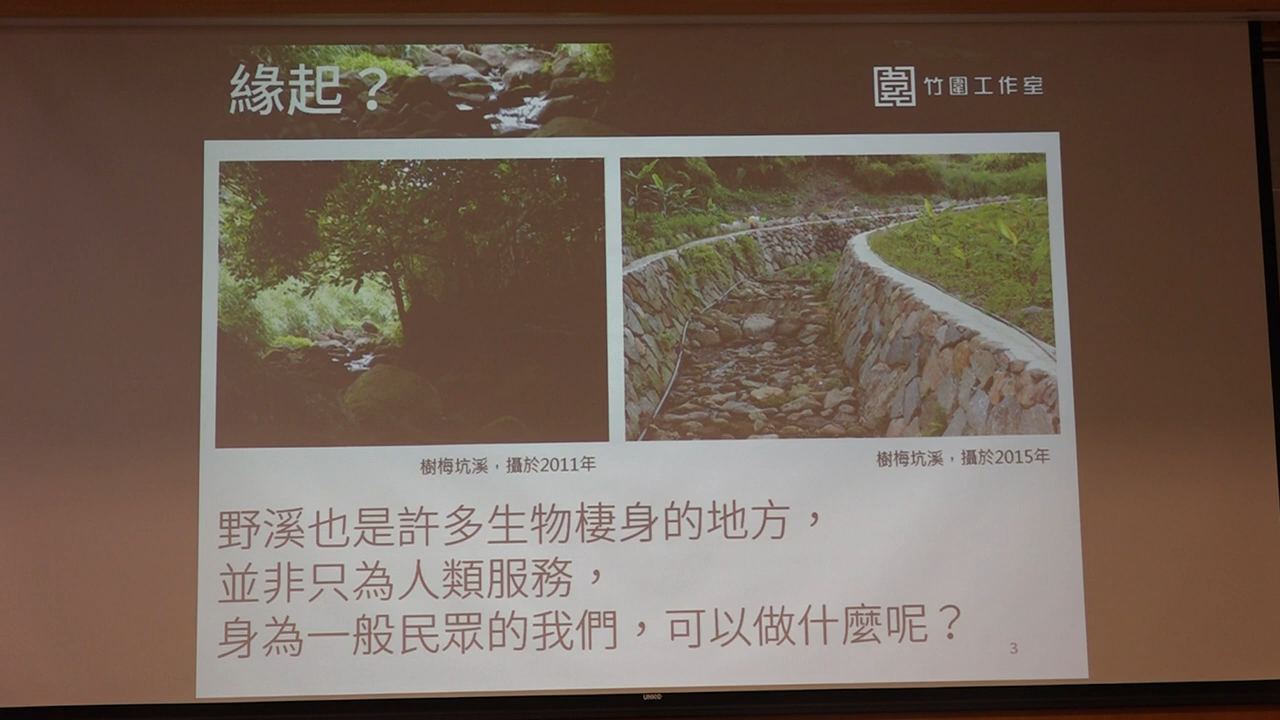 緣起？
竹圍工作室
樹梅坑溪，攝於2011年
樹梅坑溪，攝於2015年
野溪也是許多生物棲身的地方，
並非只為人類服務，
身為一般民眾的我們，可以做什麼呢？
3